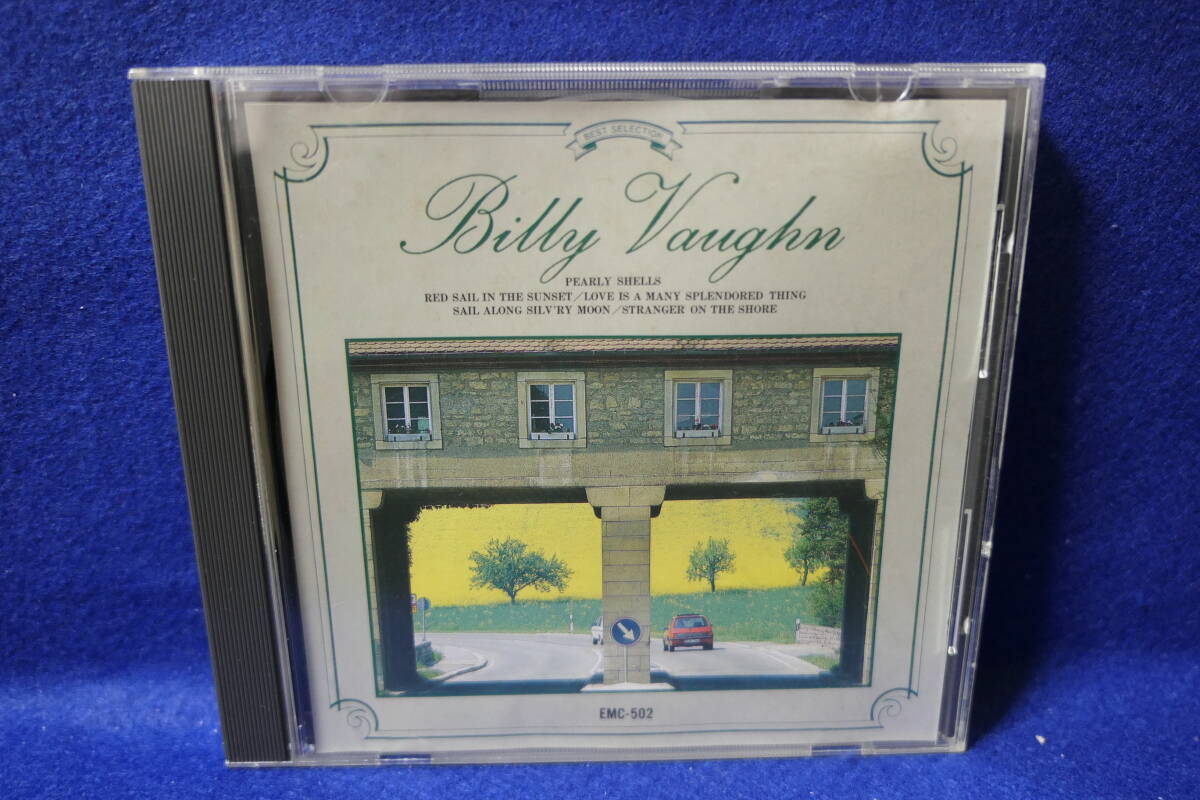 BEST SELECTION
Billy Vaughn
PEARLY SHELLS
RED SAIL IN THE SUNSET／LOVE IS A MANY SPLENDORED THING
SAIL ALONG SILV'RY MOON／STRANGER ON THE SHORE
EMC-502